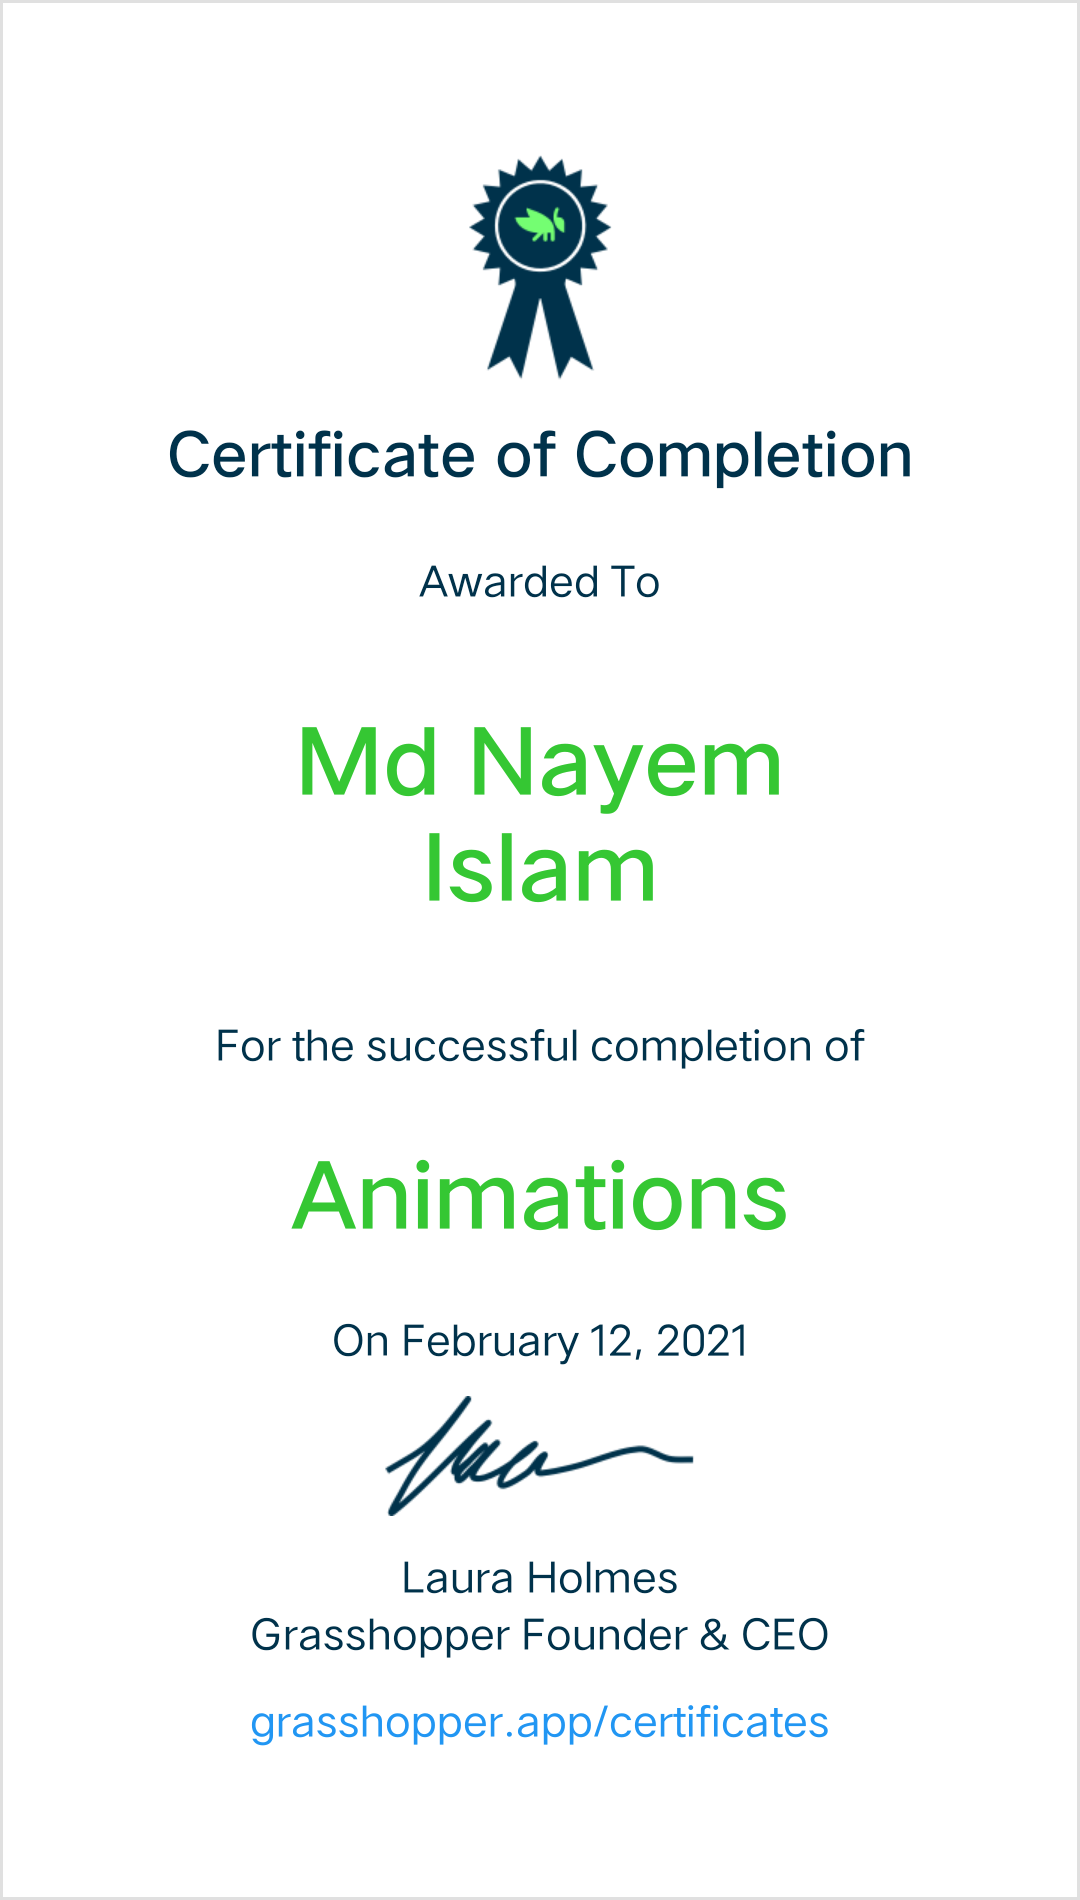 Certificate of Completion
Awarded To
Md Nayem
Islam
For the successful completion of
Animations
On February 12, 2021
Laura Holmes
Grasshopper Founder & CEO
grasshopper.app/certificates